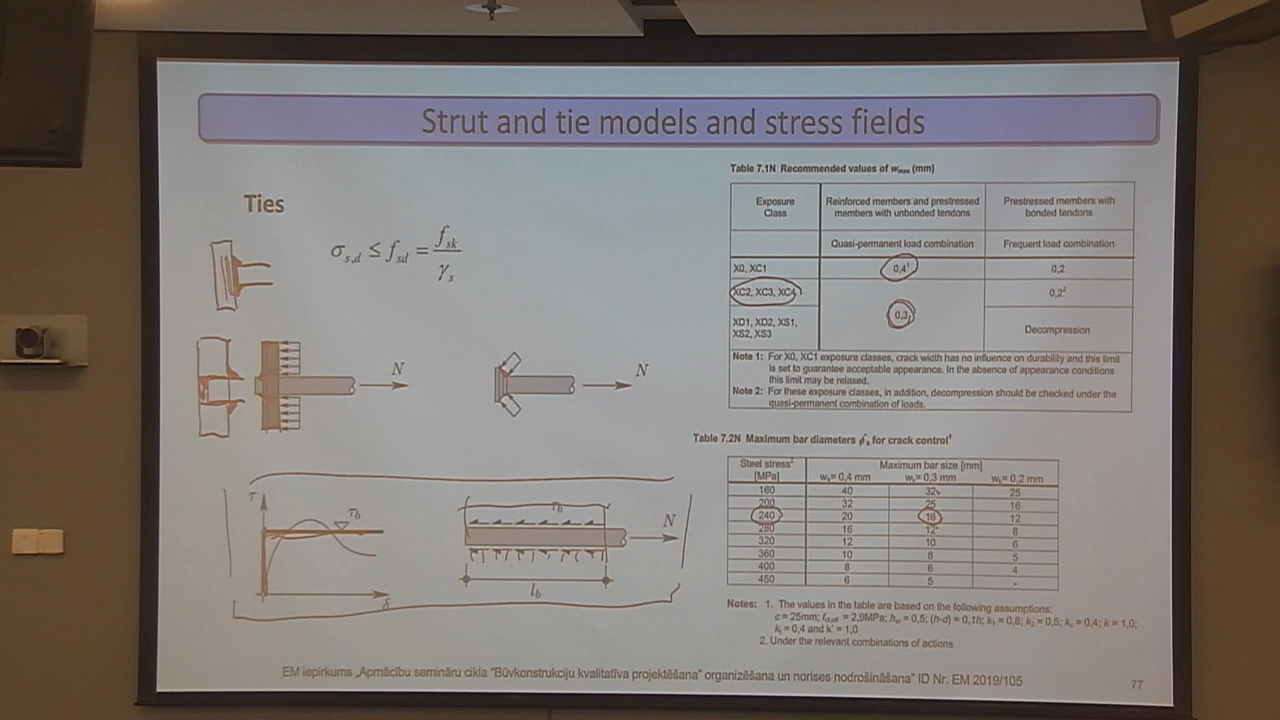 Strut and tie models and stress fields
Ties
σs,d ≤ fsd = fsk / γs
N
N
τ
τb
δ
τb
N
lb
Table 7.1N Recommended values of wmax (mm)
Exposure Class | Reinforced members and prestressed members with unbonded tendons | Prestressed members with bonded tendons
Quasi-permanent load combination | Frequent load combination
X0, XC1 | 0,4¹ | 0,2
XC2, XC3, XC4 | 0,3 | 0,2²
XD1, XD2, XS1, XS2, XS3 | Decompression
Note 1: For X0, XC1 exposure classes, crack width has no influence on durability and this limit
is set to guarantee acceptable appearance. In the absence of appearance conditions
this limit may be relaxed.
Note 2: For these exposure classes, in addition, decompression should be checked under the
quasi-permanent combination of loads.
Table 7.2N Maximum bar diameters ϕ*s for crack control¹
Steel stress² [MPa] | Maximum bar size [mm]
wk= 0,4 mm | wk= 0,3 mm | wk= 0,2 mm
160 | 40 | 32 | 25
200 | 32 | 25 | 16
240 | 20 | 16 | 12
280 | 16 | 12 | 8
320 | 12 | 10 | 6
360 | 10 | 8 | 5
400 | 8 | 6 | 4
450 | 6 | 5 | -
Notes: 1. The values in the table are based on the following assumptions:
c = 25mm; fct,eff = 2,9MPa; hcr = 0,5; (h-d) = 0,1h; k1 = 0,8; k2 = 0,5; kc = 0,4; k = 1,0;
kt = 0,4 and k' = 1,0
2. Under the relevant combinations of actions
EM iepirkums „Apmācību semināru cikla "Būvkonstrukciju kvalitatīva projektēšana" organizēšana un norises nodrošināšana" ID Nr. EM 2019/105
77